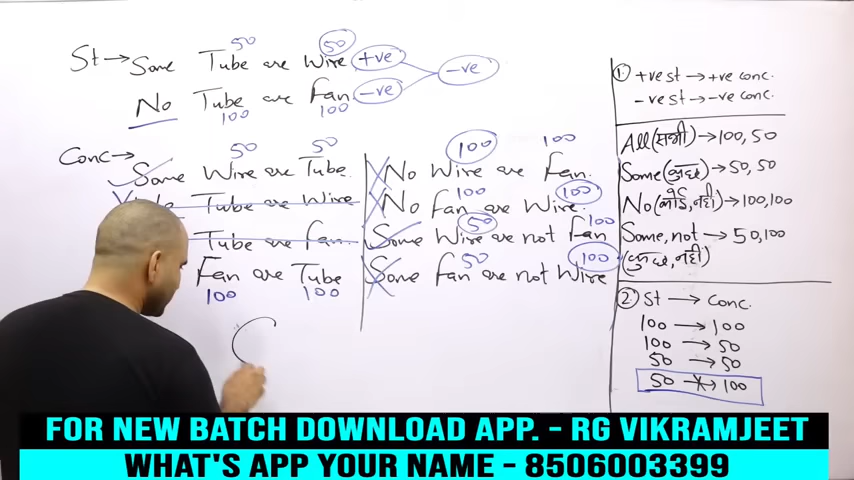 St → Some Tube are Wire +ve
50 50
-ve
No Tube are Fan -ve
100 100
Conc →
50 50
Some Wire are Tube
Tube are Wire
Tube are Fan
Fan are Tube
100 100
100 100
No Wire are Fan.
100 100
No Fan are Wire.
50 100
Some Wire are not Fan
50 100
Some Fan are not Wire
1. +ve st → +ve conc.
-ve st → -ve conc.
All (सभी) → 100, 50
Some (कुछ) → 50, 50
No (कोई, नहीं) → 100, 100
Some, not → 50, 100
(कुछ, नहीं)
2. St → Conc.
100 → 100
100 → 50
50 → 50
50 → 100
FOR NEW BATCH DOWNLOAD APP. - RG VIKRAMJEET
WHAT'S APP YOUR NAME - 8506003399